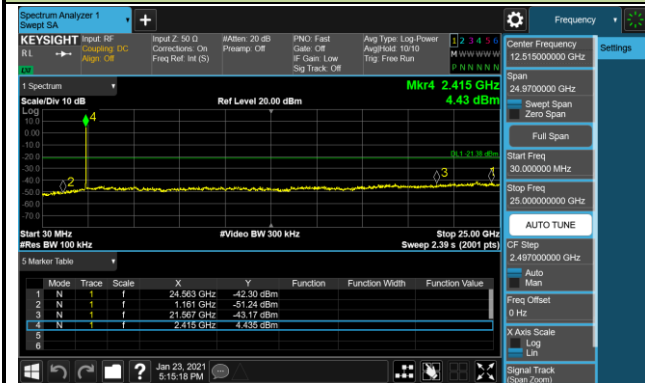 Spectrum Analyzer 1
Swept SA
Frequency
KEYSIGHT
Input: RF
Input Z: 50 Ω
#Atten: 20 dB
PNO: Fast
Avg Type: Log-Power
1 2 3 4 5 6
RL
Coupling: DC
Corrections: On
Preamp: Off
Gate: Off
Avg|Hold: 10/10
M W W W W W
Align: Off
Freq Ref: Int (S)
IF Gain: Low
Trig: Free Run
Sig Track: Off
P N N N N N
1 Spectrum
Mkr4 2.415 GHz
Scale/Div 10 dB
Ref Level 20.00 dBm
4.43 dBm
Log
10.0
0.00
-10.0
-20.0
-30.0
-40.0
-50.0
-60.0
-70.0
4
2
3
DL1 -21.38 dBm
Start 30 MHz
#Video BW 300 kHz
Stop 25.00 GHz
#Res BW 100 kHz
Sweep 2.39 s (2001 pts)
5 Marker Table
Mode Trace Scale X Y Function Function Width Function Value
1 N 1 f 24.563 GHz -42.30 dBm
2 N 1 f 1.161 GHz -51.24 dBm
3 N 1 f 21.567 GHz -43.17 dBm
4 N 1 f 2.415 GHz 4.435 dBm
5
6
Jan 23, 2021
5:15:18 PM
Center Frequency
12.515000000 GHz
Settings
Span
24.9700000 GHz
Swept Span
Zero Span
Full Span
Start Freq
30.000000 MHz
Stop Freq
25.000000000 GHz
AUTO TUNE
CF Step
2.497000000 GHz
Auto
Man
Freq Offset
0 Hz
X Axis Scale
Log
Lin
Signal Track
(Span Zoom)